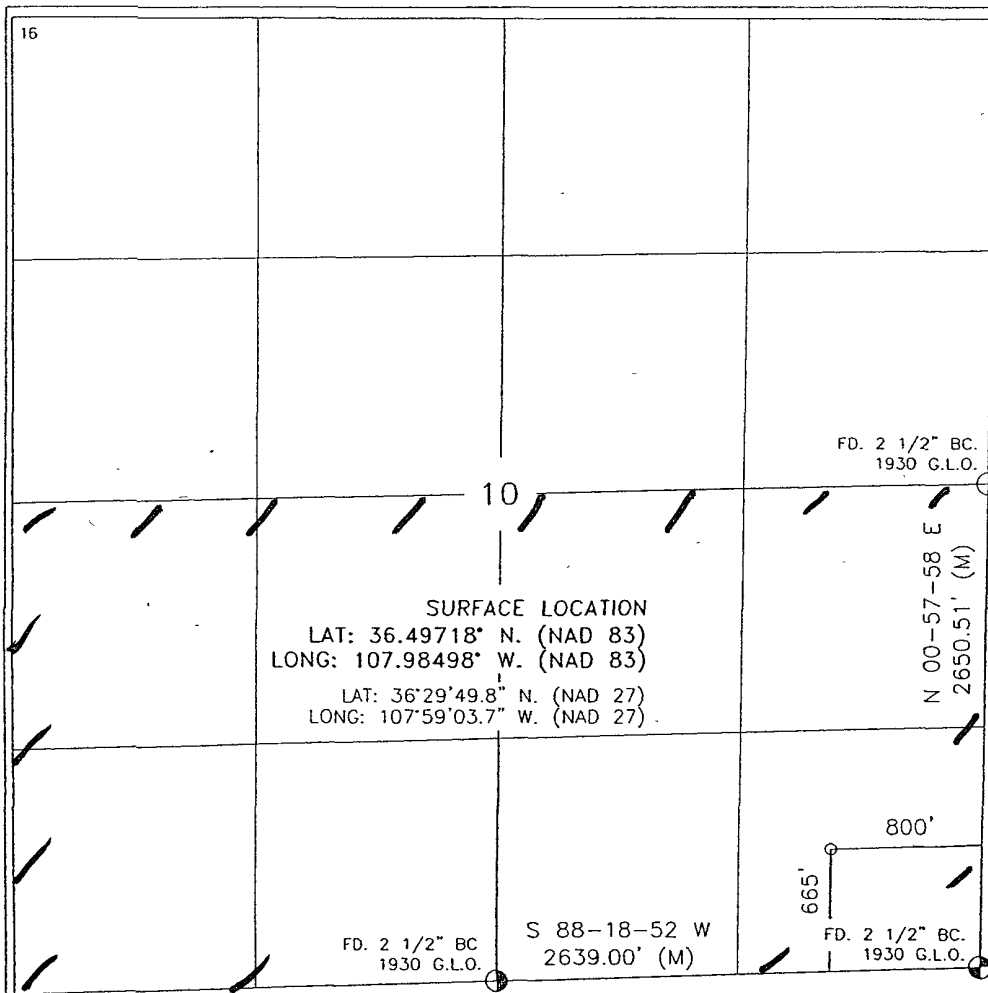 16
FD. 2 1/2" BC.
1930 G.L.O.
10
N 00-57-58 E
2650.51' (M)
SURFACE LOCATION
LAT: 36.49718° N. (NAD 83)
LONG: 107.98498° W. (NAD 83)
LAT: 36°29'49.8" N. (NAD 27)
LONG: 107°59'03.7" W. (NAD 27)
800'
665'
FD. 2 1/2" BC
1930 G.L.O.
S 88-18-52 W
2639.00' (M)
FD. 2 1/2" BC.
1930 G.L.O.